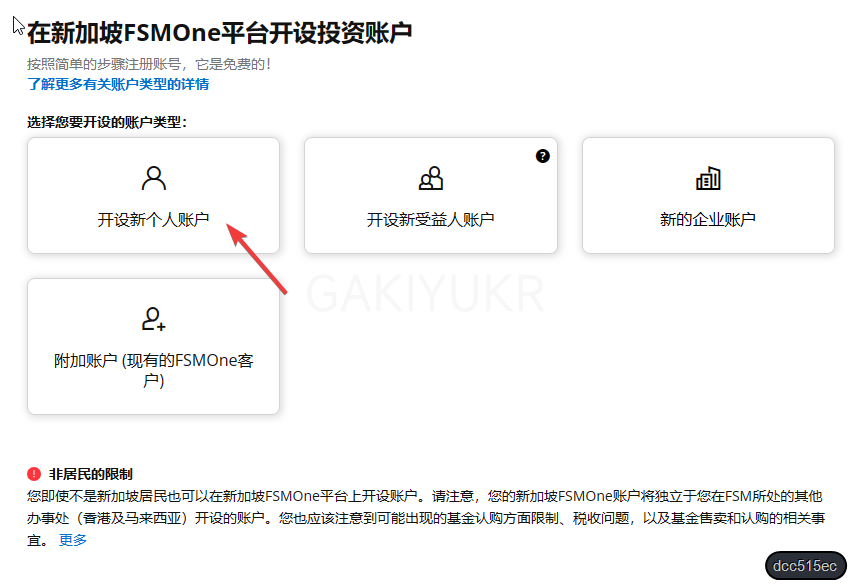 在新加坡FSMOne平台开设投资账户
按照简单的步骤注册账号，它是免费的！
了解更多有关账户类型的详情
选择您要开设的账户类型：
?
开设新个人账户
开设新受益人账户
新的企业账户
GAKIYUKR
附加账户 (现有的FSMOne客
户)
! 非居民的限制
您即使不是新加坡居民也可以在新加坡FSMOne平台上开设账户。请注意，您的新加坡FSMOne账户将独立于您在FSM所处的其他
办事处（香港及马来西亚）开设的账户。您也应该注意到可能出现的基金认购方面限制、税收问题，以及基金售卖和认购的相关事
宜。 更多
dcc515ec